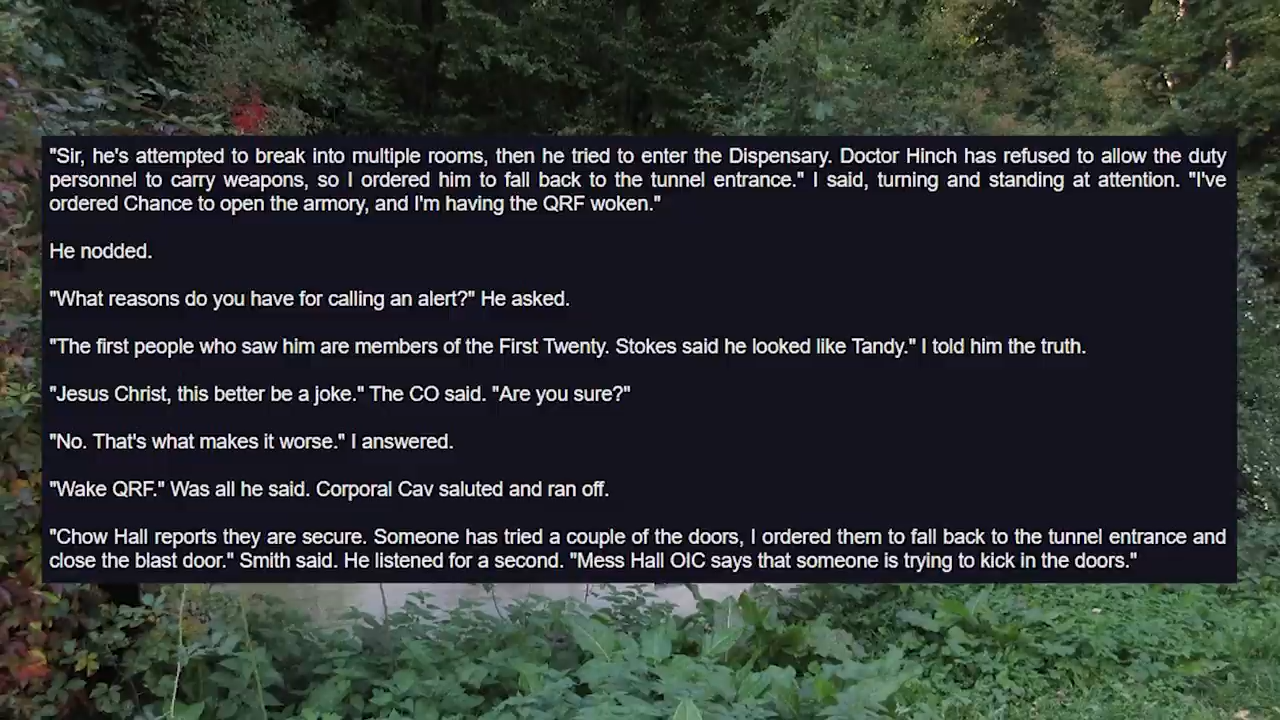 "Sir, he's attempted to break into multiple rooms, then he tried to enter the Dispensary. Doctor Hinch has refused to allow the duty
personnel to carry weapons, so I ordered him to fall back to the tunnel entrance." I said, turning and standing at attention. "I've
ordered Chance to open the armory, and I'm having the QRF woken."
He nodded.
"What reasons do you have for calling an alert?" He asked.
"The first people who saw him are members of the First Twenty. Stokes said he looked like Tandy." I told him the truth.
"Jesus Christ, this better be a joke." The CO said. "Are you sure?"
"No. That's what makes it worse." I answered.
"Wake QRF." Was all he said. Corporal Cav saluted and ran off.
"Chow Hall reports they are secure. Someone has tried a couple of the doors, I ordered them to fall back to the tunnel entrance and
close the blast door." Smith said. He listened for a second. "Mess Hall OIC says that someone is trying to kick in the doors."